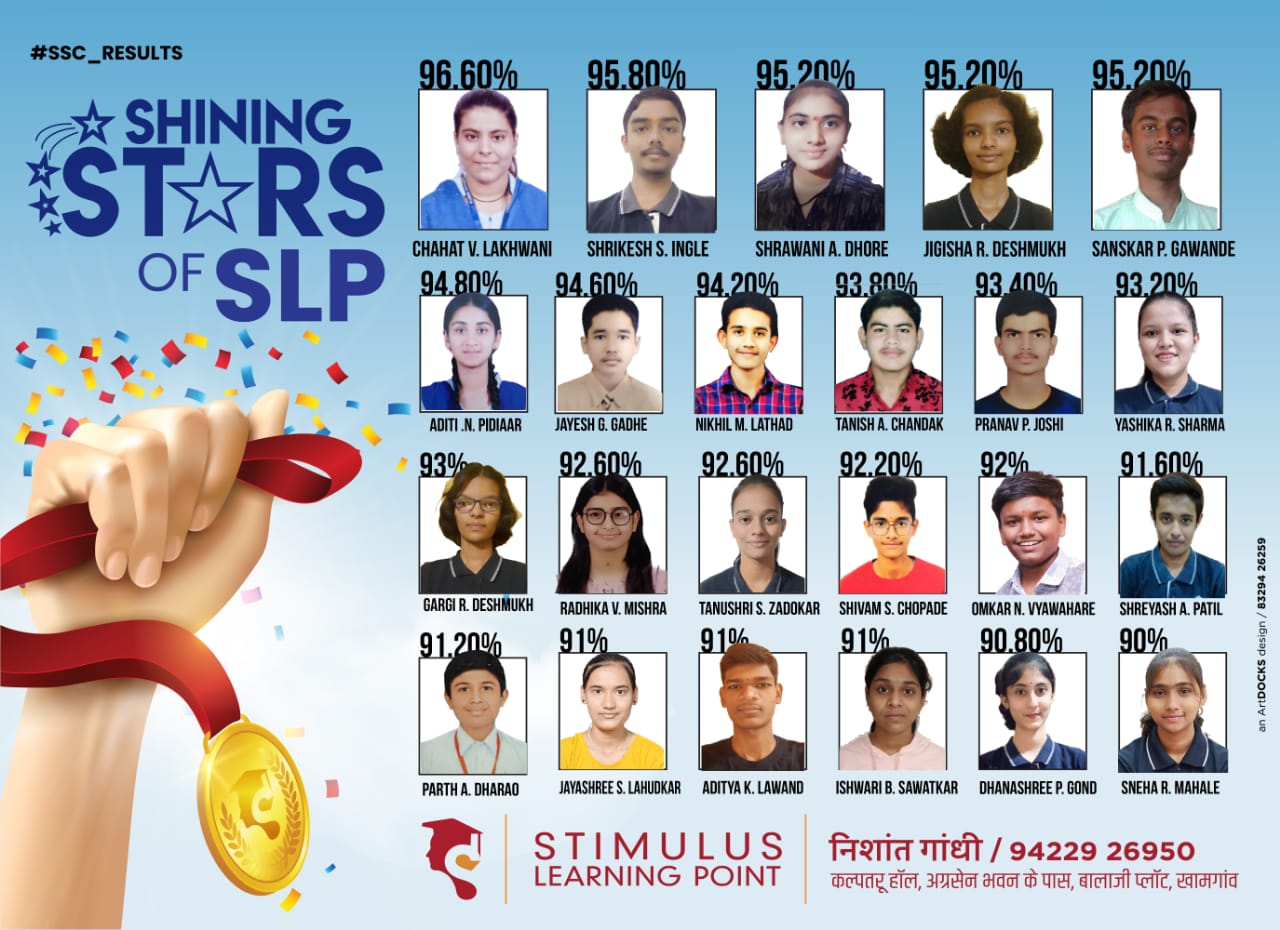 #SSC_RESULTS
SHINING
STARS
OF SLP
96.60% 95.80% 95.20% 95.20% 95.20%
CHAHAT V. LAKHWANI SHRIKESH S. INGLE SHRAWANI A. DHORE JIGISHA R. DESHMUKH SANSKAR P. GAWANDE
94.80% 94.60% 94.20% 93.80% 93.40% 93.20%
ADITI .N. PIDIAAR JAYESH G. GADHE NIKHIL M. LATHAD TANISH A. CHANDAK PRANAV P. JOSHI YASHIKA R. SHARMA
93% 92.60% 92.60% 92.20% 92% 91.60%
GARGI R. DESHMUKH RADHIKA V. MISHRA TANUSHRI S. ZADOKAR SHIVAM S. CHOPADE OMKAR N. VYAWAHARE SHREYASH A. PATIL
91.20% 91% 91% 91% 90.80% 90%
PARTH A. DHARAO JAYASHREE S. LAHUDKAR ADITYA K. LAWAND ISHWARI B. SAWATKAR DHANASHREE P. GOND SNEHA R. MAHALE
STIMULUS
LEARNING POINT
निशांत गांधी / 94229 26950
कल्पतरू हॉल, अग्रसेन भवन के पास, बालाजी प्लॉट, खामगांव
an ArtDOCKS design / 83294 26259